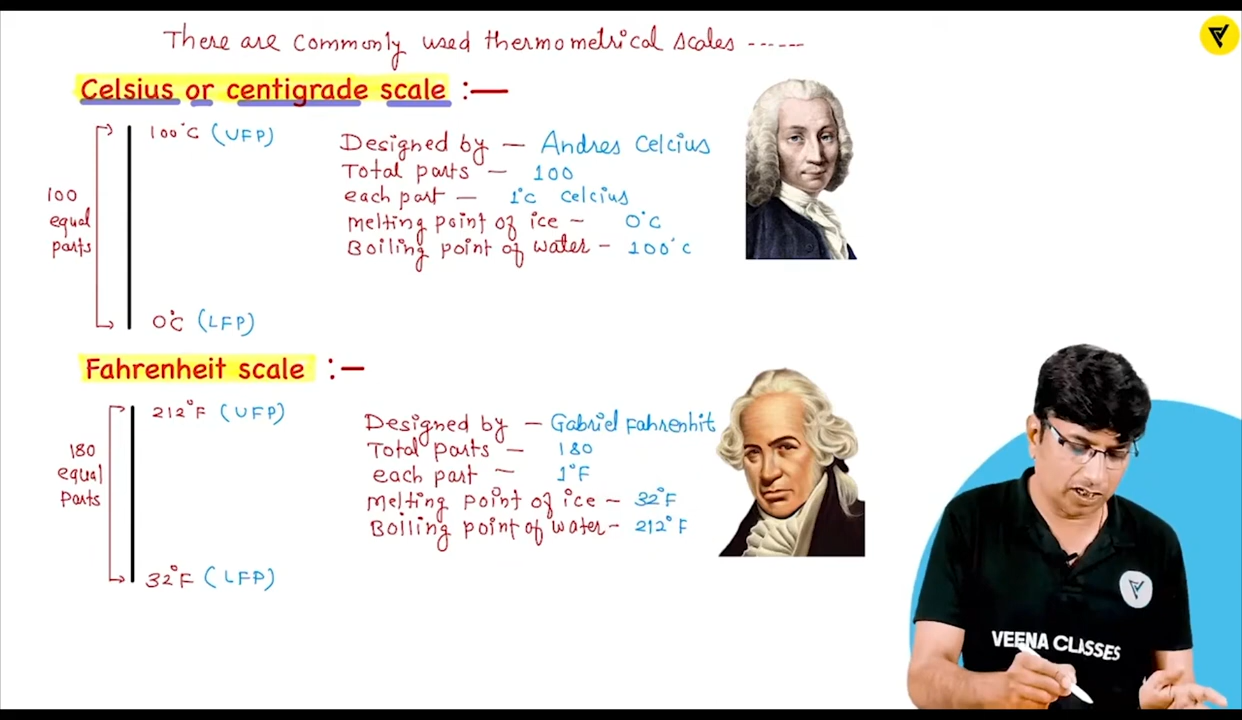 There are commonly used thermometrical scales ------
Celsius or centigrade scale :—
100°C (UFP)
100
equal
parts
0°C (LFP)
Designed by — Andres Celcius
Total parts — 100
each part — 1°C Celcius
melting point of ice - 0°C
Boiling point of water - 100°C
Fahrenheit scale :—
212°F (UFP)
180
equal
Parts
32°F (LFP)
Designed by — Gabriel Fahrenhit
Total Parts — 180
each part — 1°F
melting point of ice - 32°F
Boiling point of water - 212°F
VEENA CLASSES